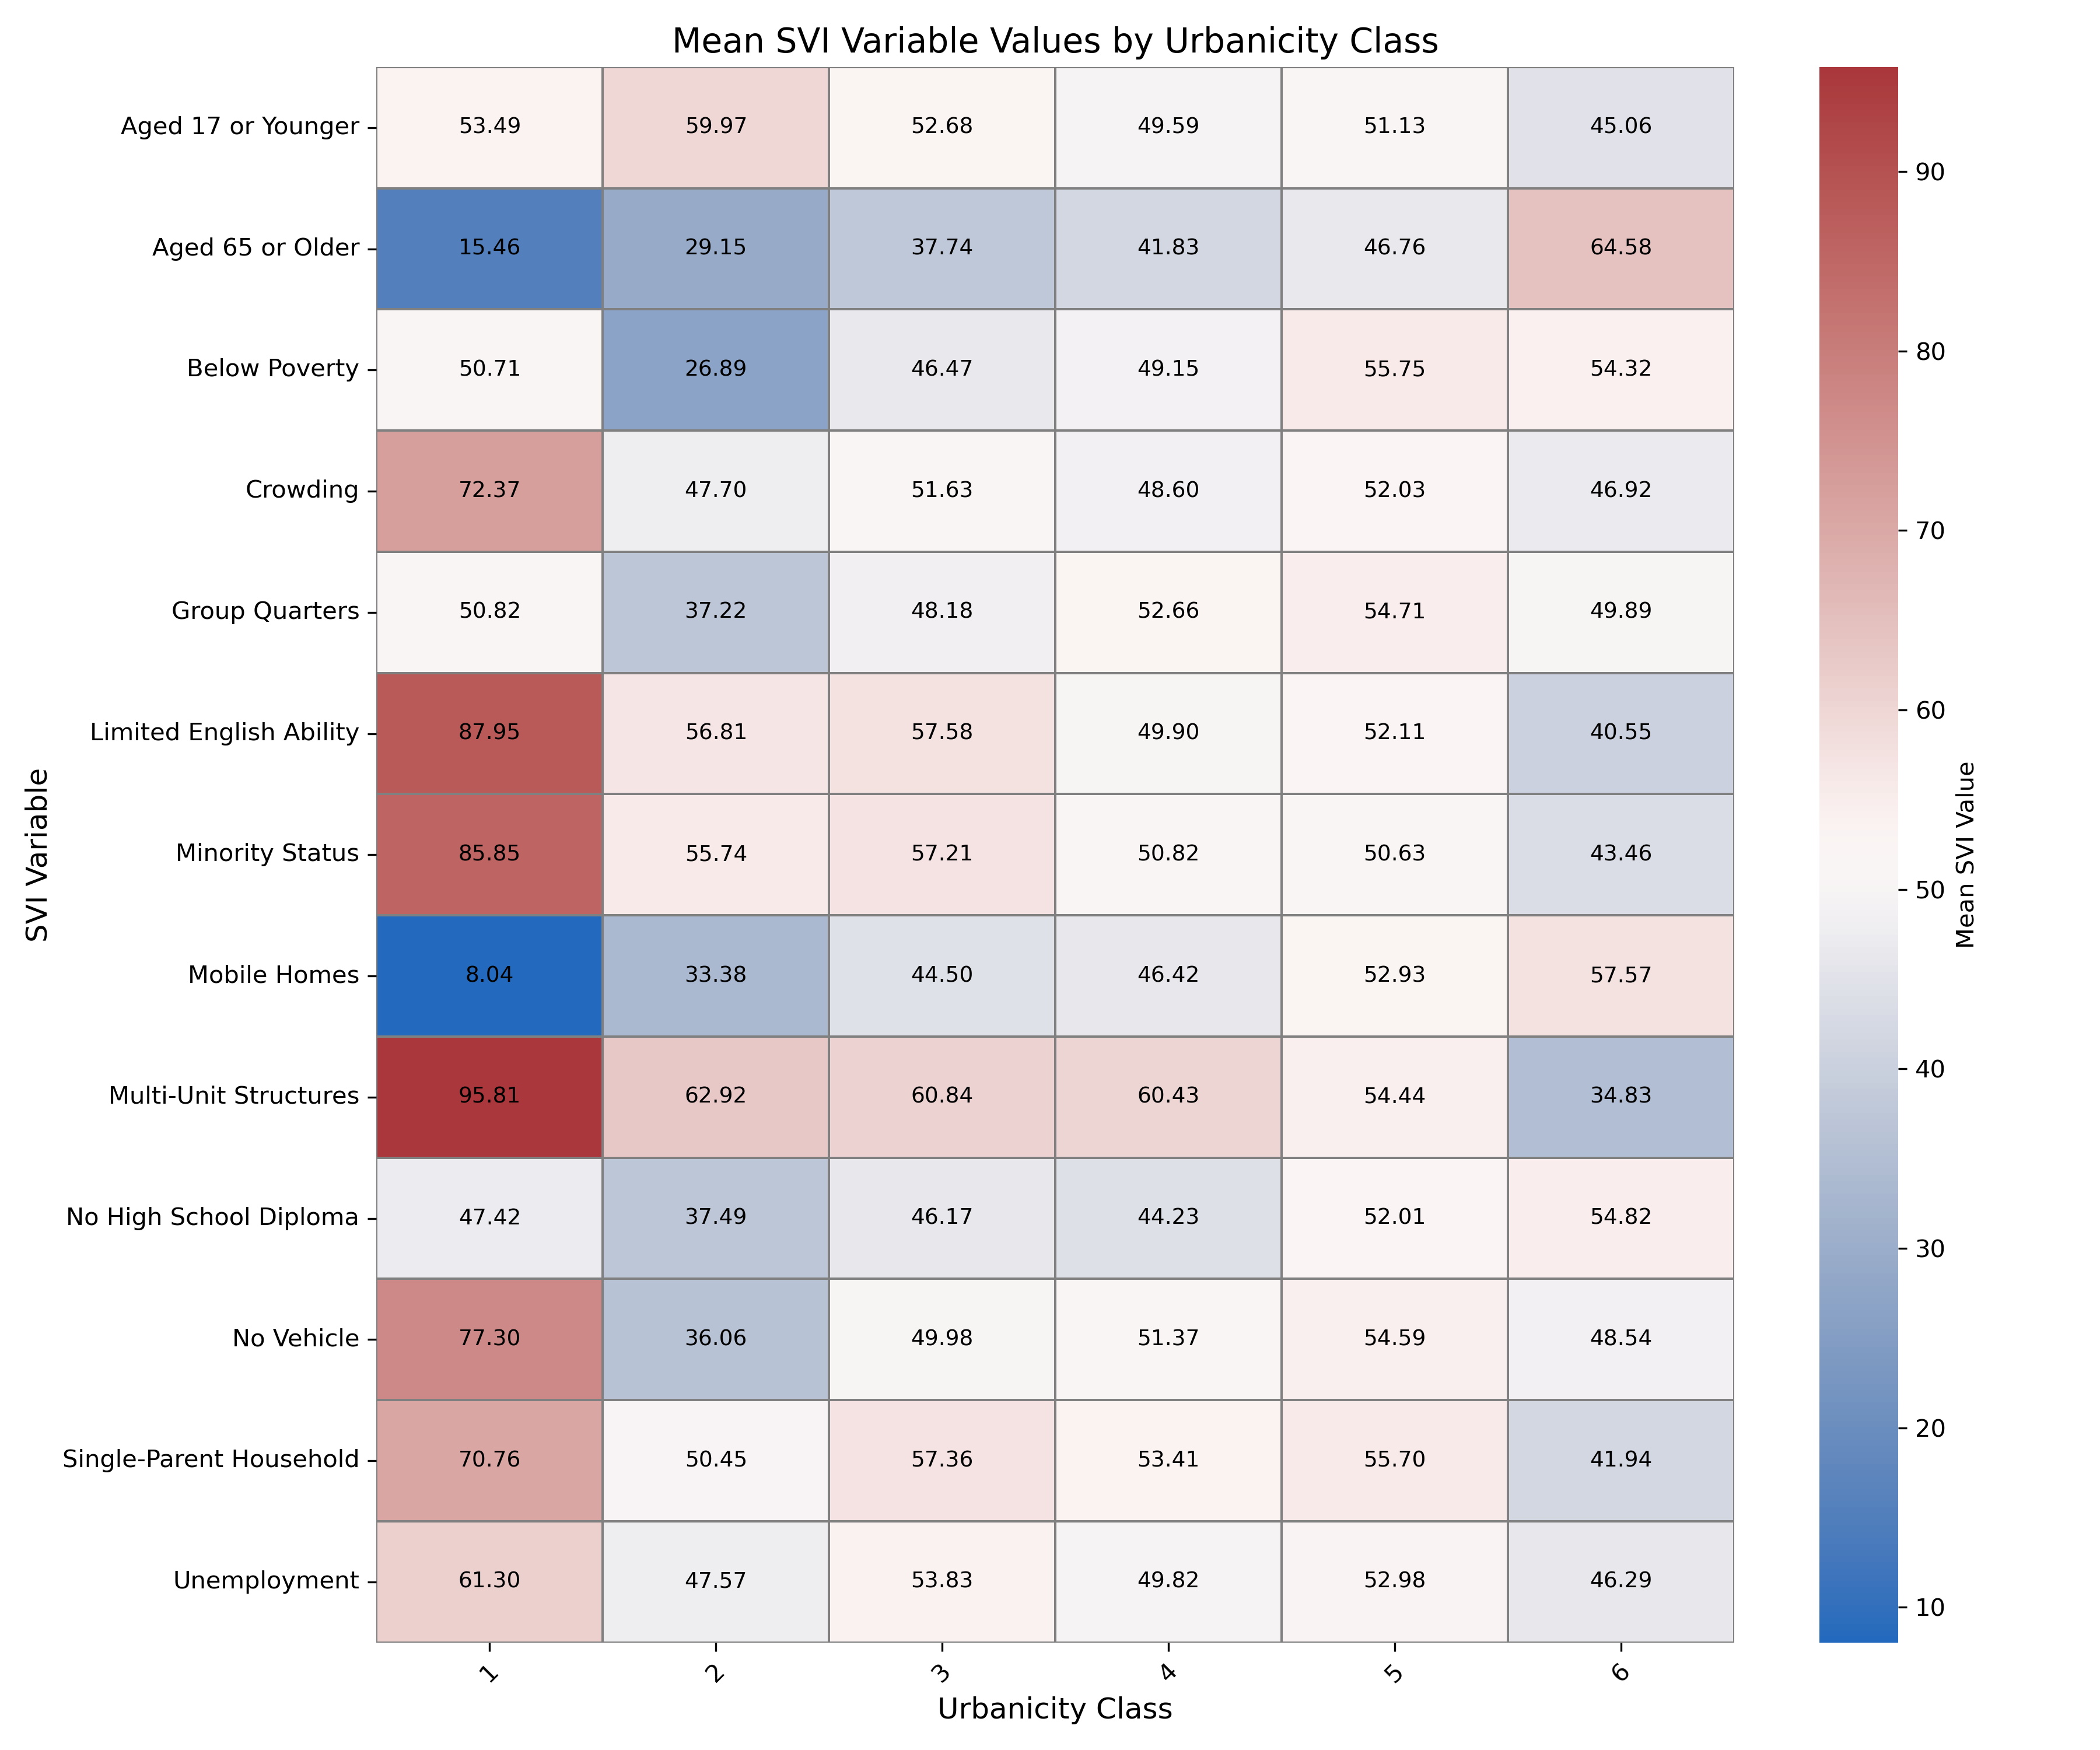 Mean SVI Variable Values by Urbanicity Class
Aged 17 or Younger 53.49 59.97 52.68 49.59 51.13 45.06
Aged 65 or Older 15.46 29.15 37.74 41.83 46.76 64.58
Below Poverty 50.71 26.89 46.47 49.15 55.75 54.32
Crowding 72.37 47.70 51.63 48.60 52.03 46.92
Group Quarters 50.82 37.22 48.18 52.66 54.71 49.89
Limited English Ability 87.95 56.81 57.58 49.90 52.11 40.55
Minority Status 85.85 55.74 57.21 50.82 50.63 43.46
Mobile Homes 8.04 33.38 44.50 46.42 52.93 57.57
Multi-Unit Structures 95.81 62.92 60.84 60.43 54.44 34.83
No High School Diploma 47.42 37.49 46.17 44.23 52.01 54.82
No Vehicle 77.30 36.06 49.98 51.37 54.59 48.54
Single-Parent Household 70.76 50.45 57.36 53.41 55.70 41.94
Unemployment 61.30 47.57 53.83 49.82 52.98 46.29
1 2 3 4 5 6
Urbanicity Class
SVI Variable
90
80
70
60
50
40
30
20
10
Mean SVI Value